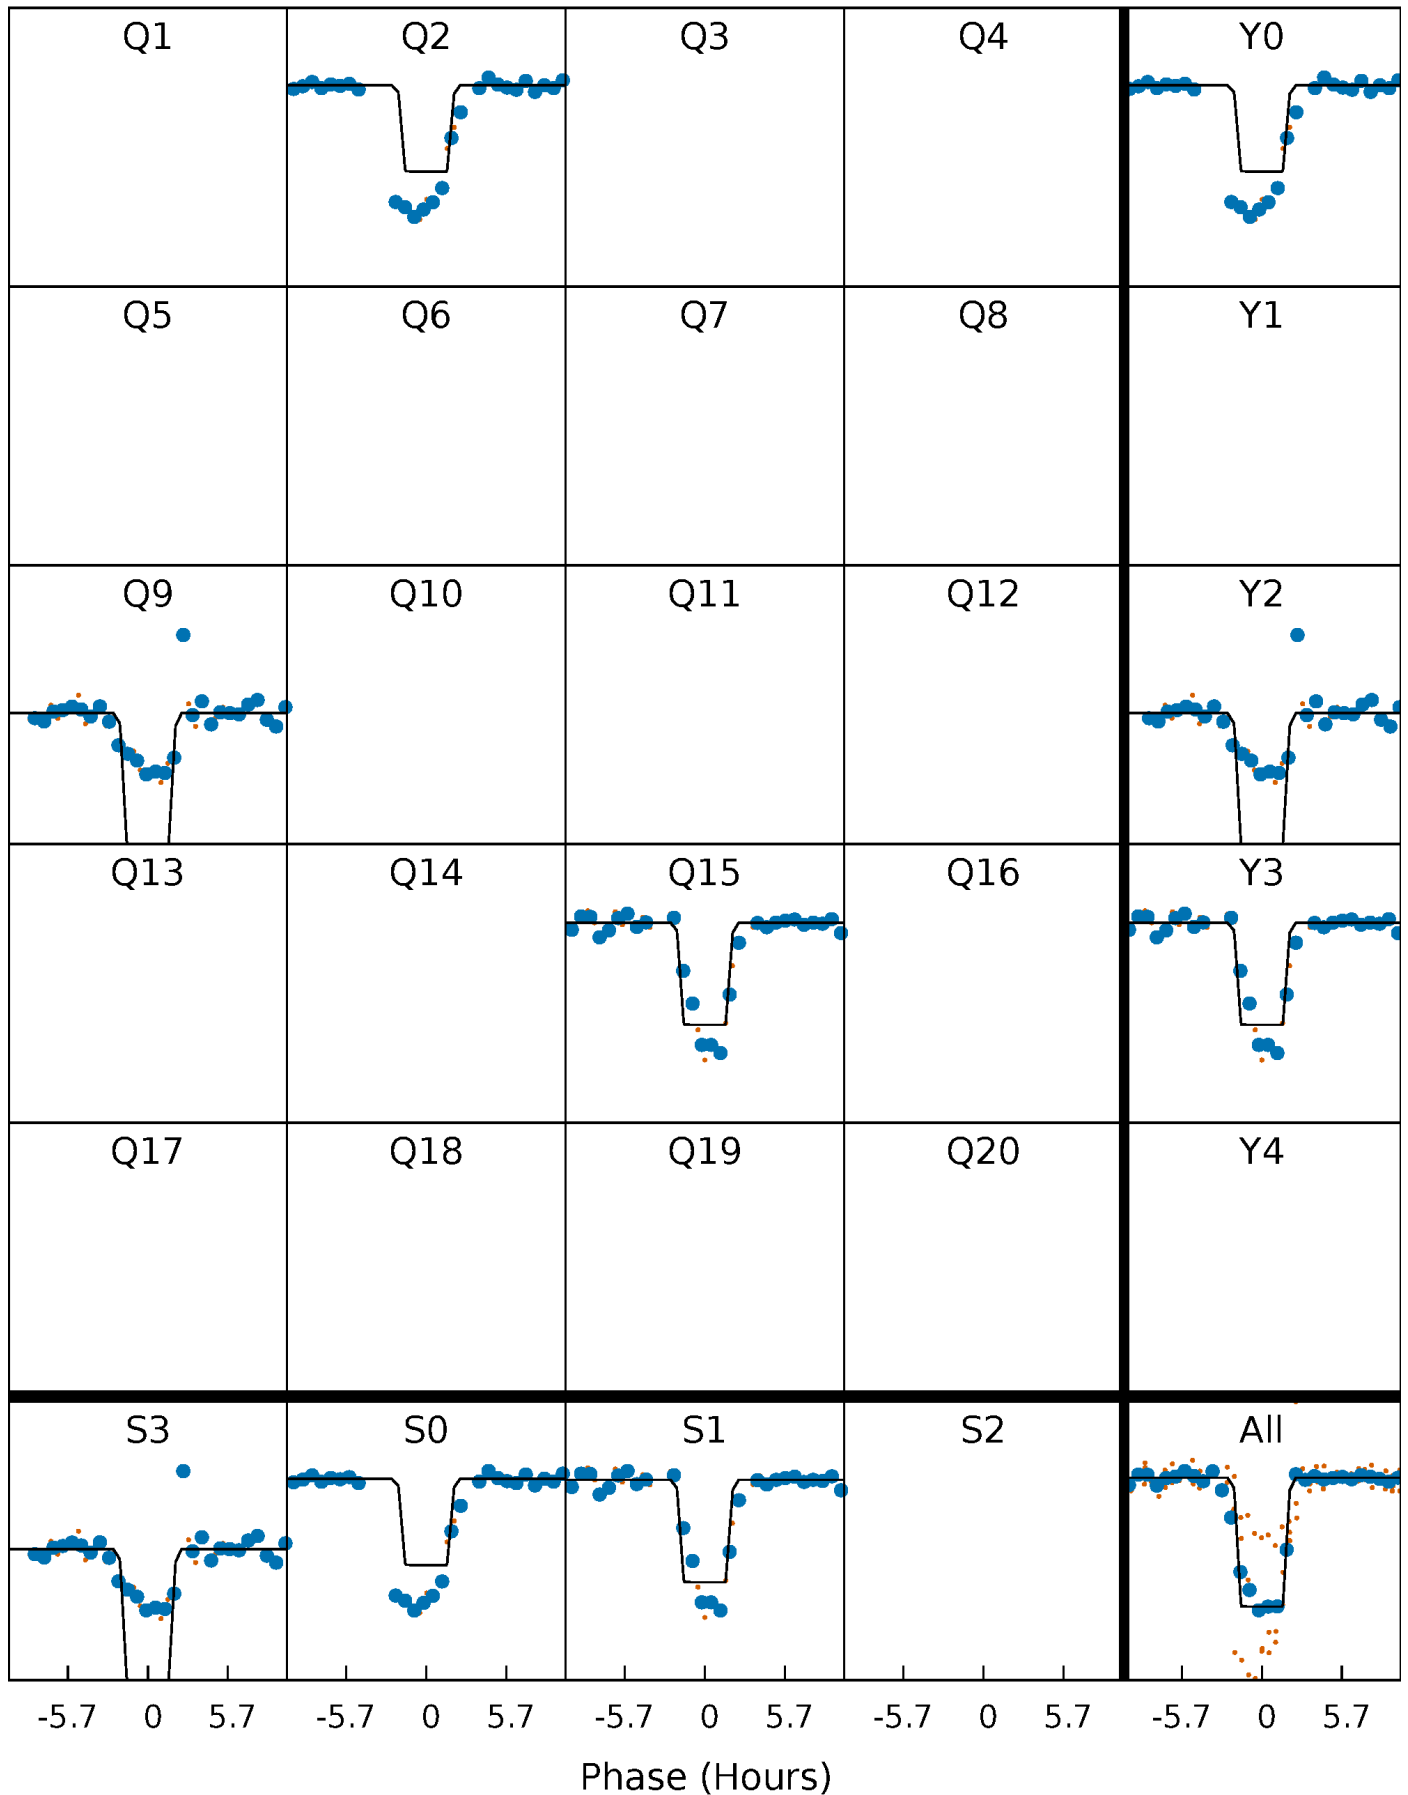 Q1 Q2 Q3 Q4 Y0
Q5 Q6 Q7 Q8 Y1
Q9 Q10 Q11 Q12 Y2
Q13 Q14 Q15 Q16 Y3
Q17 Q18 Q19 Q20 Y4
S3 S0 S1 S2 All
-5.7 0 5.7 -5.7 0 5.7 -5.7 0 5.7 -5.7 0 5.7 -5.7 0 5.7
Phase (Hours)